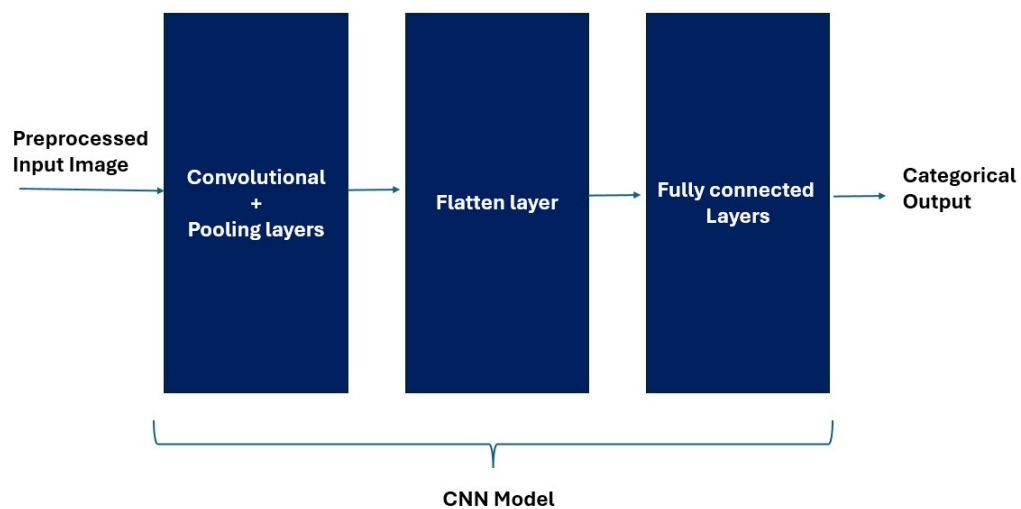 Preprocessed
Input Image
Convolutional
+
Pooling layers
Flatten layer
Fully connected
Layers
Categorical
Output
CNN Model